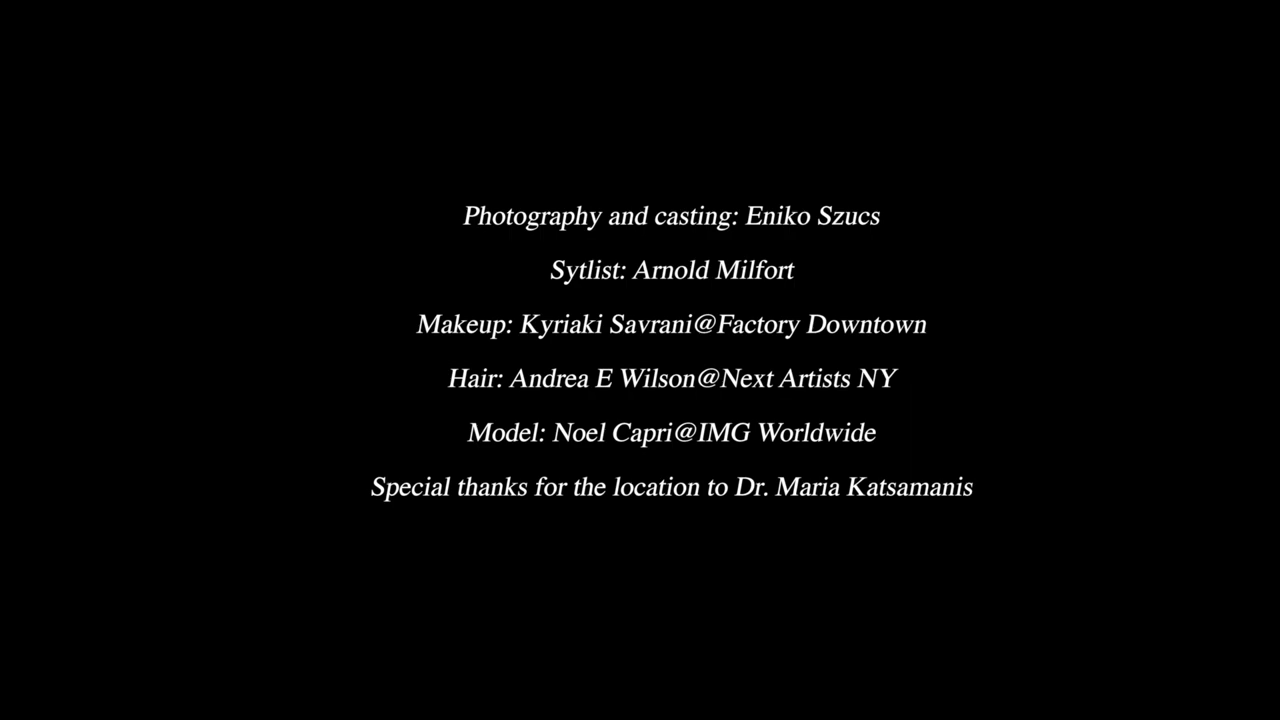 Photography and casting: Eniko Szucs
Sytlist: Arnold Milfort
Makeup: Kyriaki Savrani@Factory Downtown
Hair: Andrea E Wilson@Next Artists NY
Model: Noel Capri@IMG Worldwide
Special thanks for the location to Dr. Maria Katsamanis